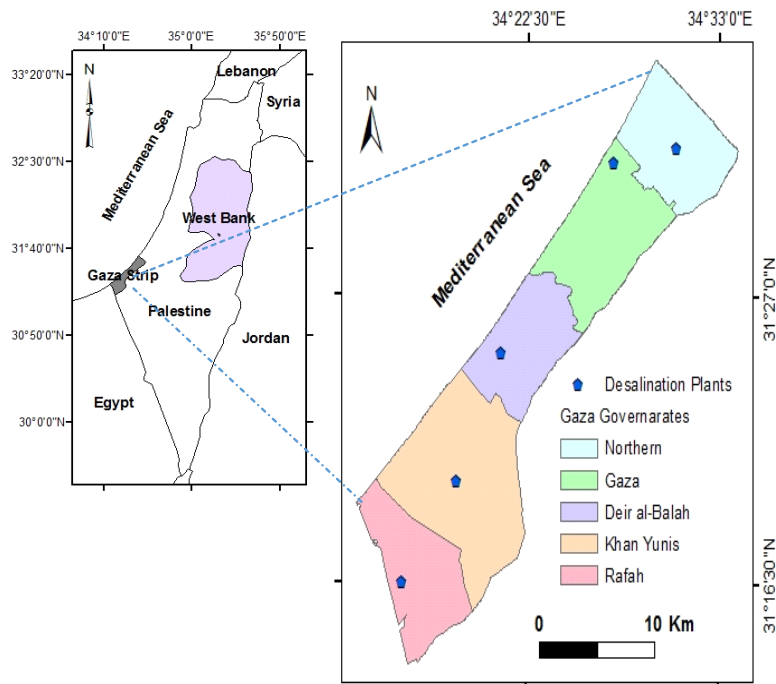 34°10'0"E 35°0'0"E 35°50'0"E
33°20'0"N
32°30'0"N
31°40'0"N
30°50'0"N
30°0'0"N
N
Lebanon
Syria
Mediterranean Sea
West Bank
Gaza Strip
Palestine
Jordan
Egypt
34°22'30"E 34°33'0"E
N
Mediterranean Sea
31°27'0"N
31°16'30"N
Desalination Plants
Gaza Governarates
Northern
Gaza
Deir al-Balah
Khan Yunis
Rafah
0 10 Km